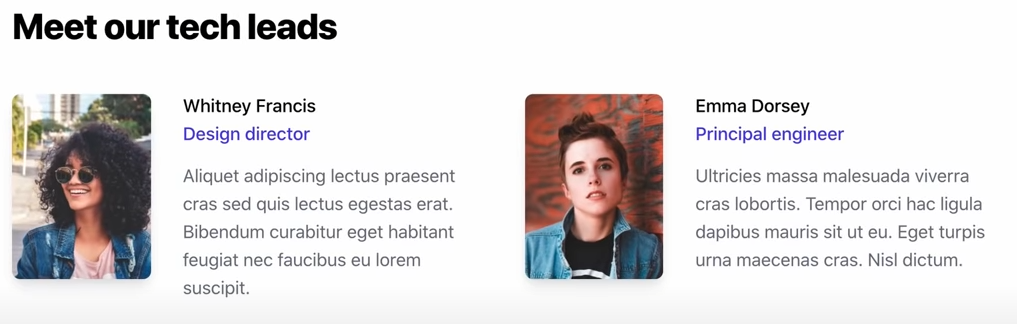 Meet our tech leads
Whitney Francis
Design director
Aliquet adipiscing lectus praesent
cras sed quis lectus egestas erat.
Bibendum curabitur eget habitant
feugiat nec faucibus eu lorem
suscipit.
Emma Dorsey
Principal engineer
Ultricies massa malesuada viverra
cras lobortis. Tempor orci hac ligula
dapibus mauris sit ut eu. Eget turpis
urna maecenas cras. Nisl dictum.